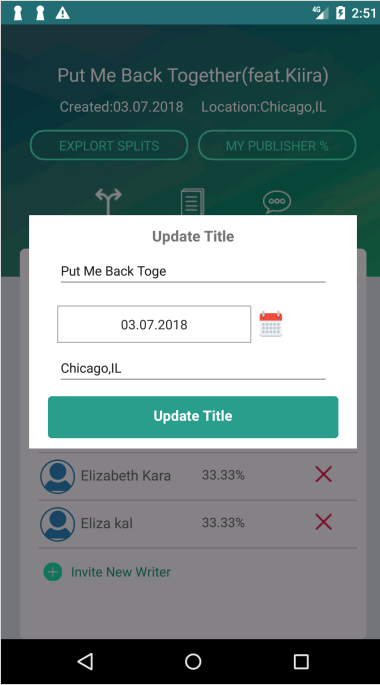 4G 2:51
Put Me Back Together(feat.Kiira)
Created:03.07.2018 Location:Chicago,IL
EXPLORT SPLITS MY PUBLISHER %
Update Title
Put Me Back Toge
03.07.2018
Chicago,IL
Update Title
Elizabeth Kara 33.33%
Eliza kal 33.33%
Invite New Writer